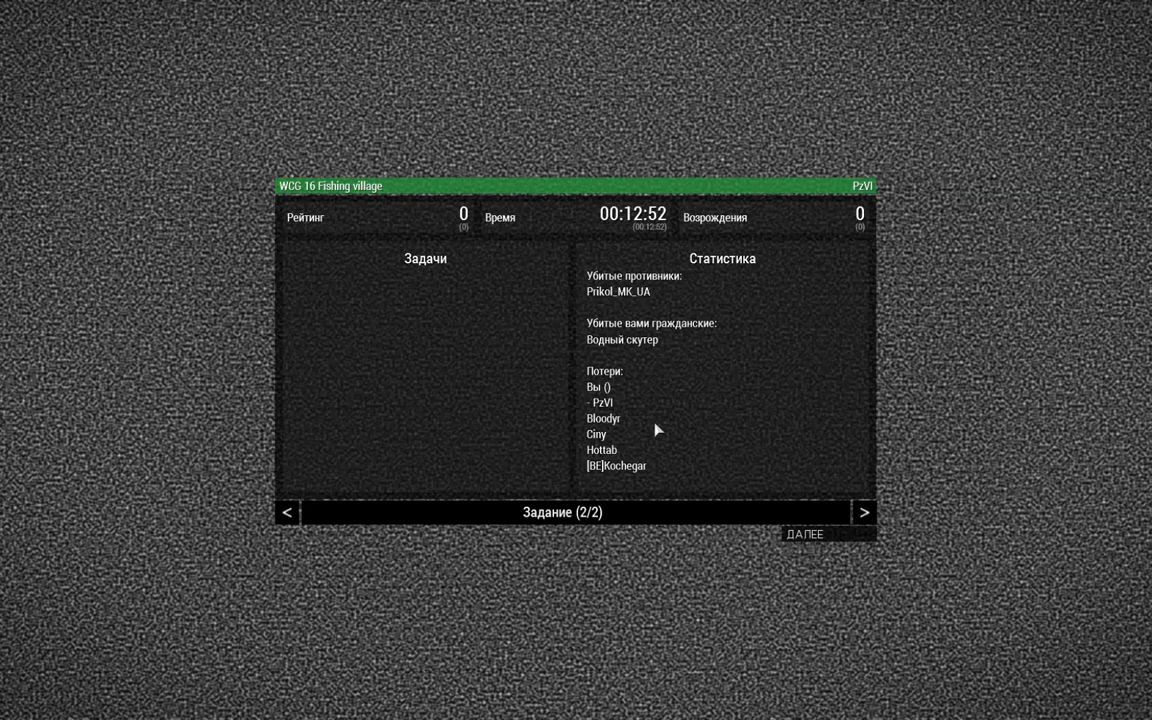 WCG 16 Fishing village PzVI
Рейтинг 0 (0) Время 00:12:52 (00:12:52) Возрождения 0 (0)
Задачи
Статистика
Убитые противники:
Prikol_MK_UA
Убитые вами гражданские:
Водный скутер
Потери:
Вы ()
- PzVI
Bloodyr
Ciny
Hottab
[BE]Kochegar
< Задание (2/2) >
ДАЛЕЕ